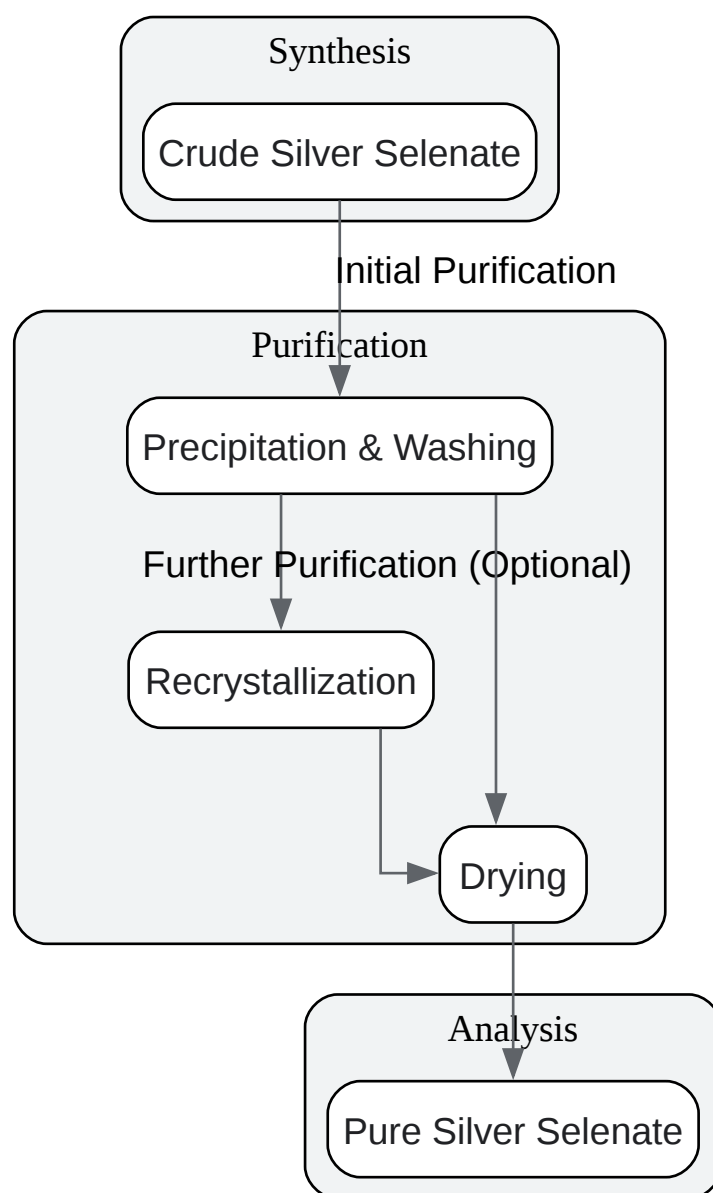 Synthesis
Crude Silver Selenate
Initial Purification
Purification
Precipitation & Washing
Further Purification (Optional)
Recrystallization
Drying
Analysis
Pure Silver Selenate